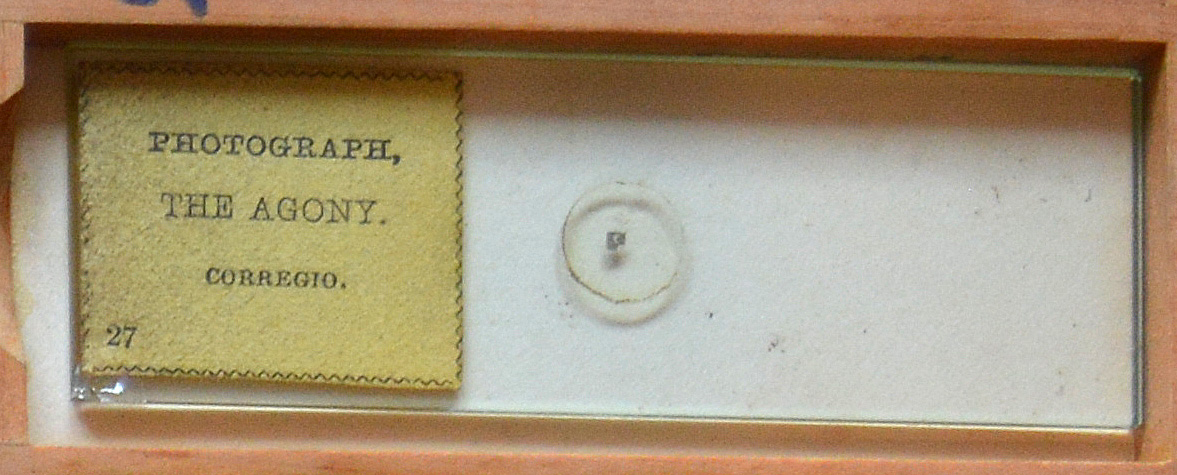 PHOTOGRAPH,
THE AGONY.
CORREGIO.
27